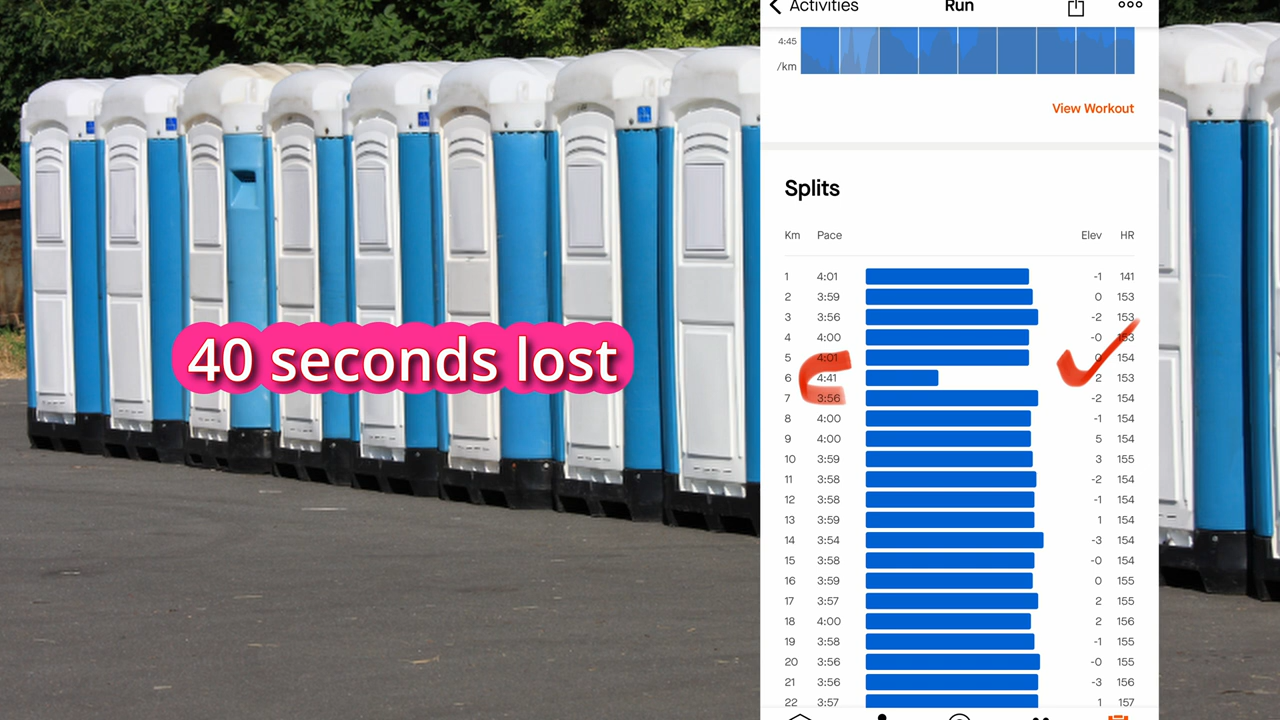 40 seconds lost
Activities Run
4:45
/km
View Workout
Splits
Km Pace Elev HR
1 4:01 -1 141
2 3:59 0 153
3 3:56 -2 153
4 4:00 -0 153
5 4:01 0 154
6 4:41 2 153
7 3:56 -2 154
8 4:00 -1 154
9 4:00 5 154
10 3:59 3 155
11 3:58 -2 154
12 3:58 -1 154
13 3:59 1 154
14 3:54 -3 154
15 3:58 -0 154
16 3:59 0 155
17 3:57 2 155
18 4:00 2 156
19 3:58 -1 155
20 3:56 -0 155
21 3:56 -3 156
22 3:57 1 157